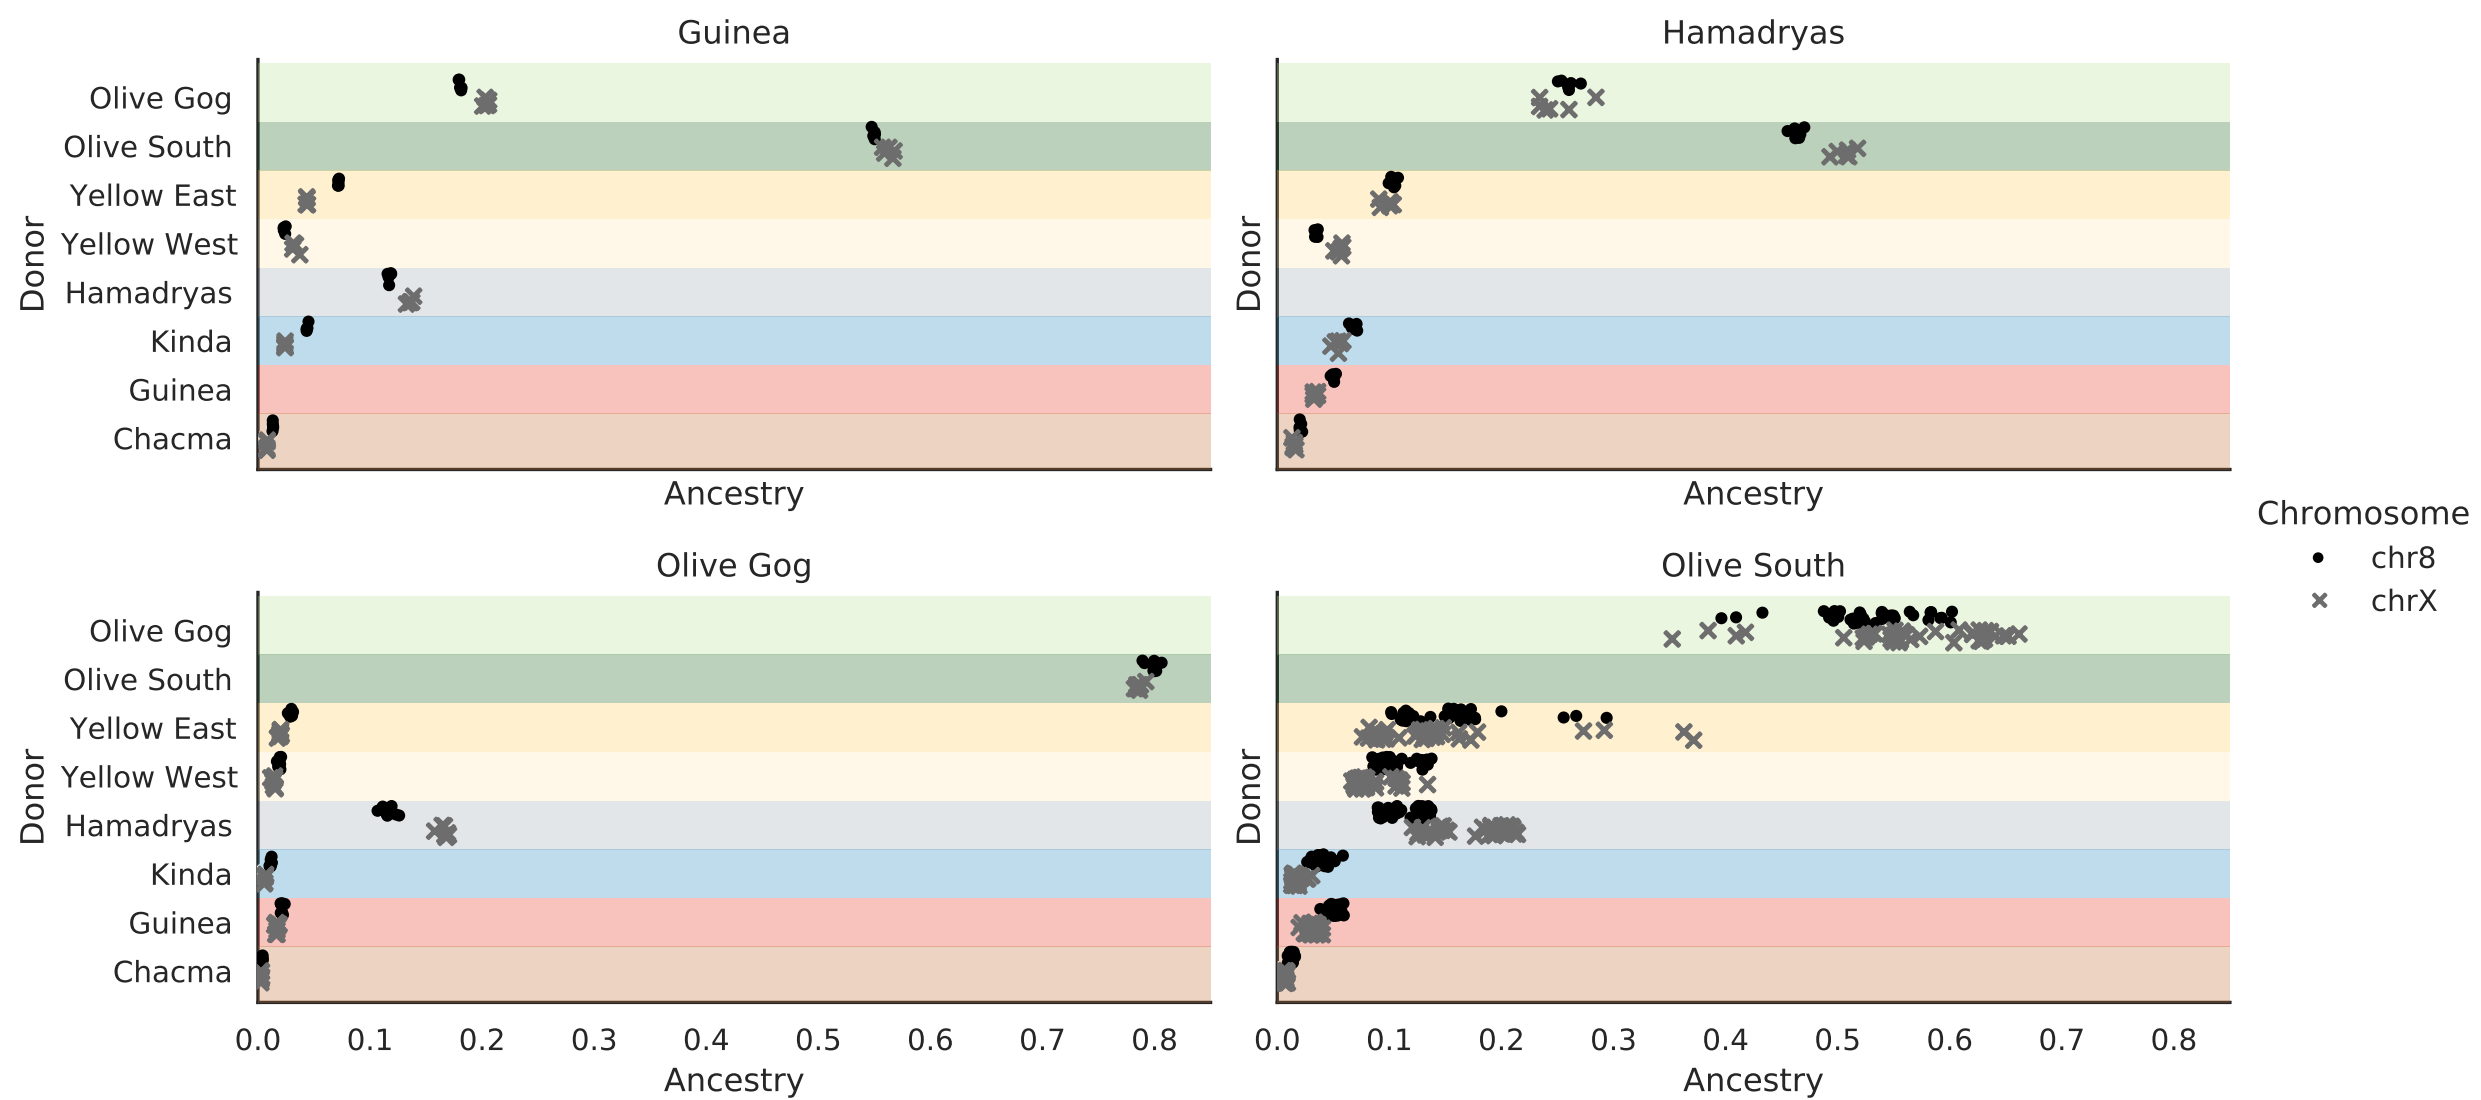 Guinea
Hamadryas
Olive Gog
Olive South
Yellow East
Yellow West
Hamadryas
Kinda
Guinea
Chacma
Donor
Donor
Ancestry
Ancestry
Chromosome
chr8
chrX
Olive Gog
Olive South
Olive Gog
Olive South
Yellow East
Yellow West
Hamadryas
Kinda
Guinea
Chacma
Donor
Donor
0.0 0.1 0.2 0.3 0.4 0.5 0.6 0.7 0.8
0.0 0.1 0.2 0.3 0.4 0.5 0.6 0.7 0.8
Ancestry
Ancestry